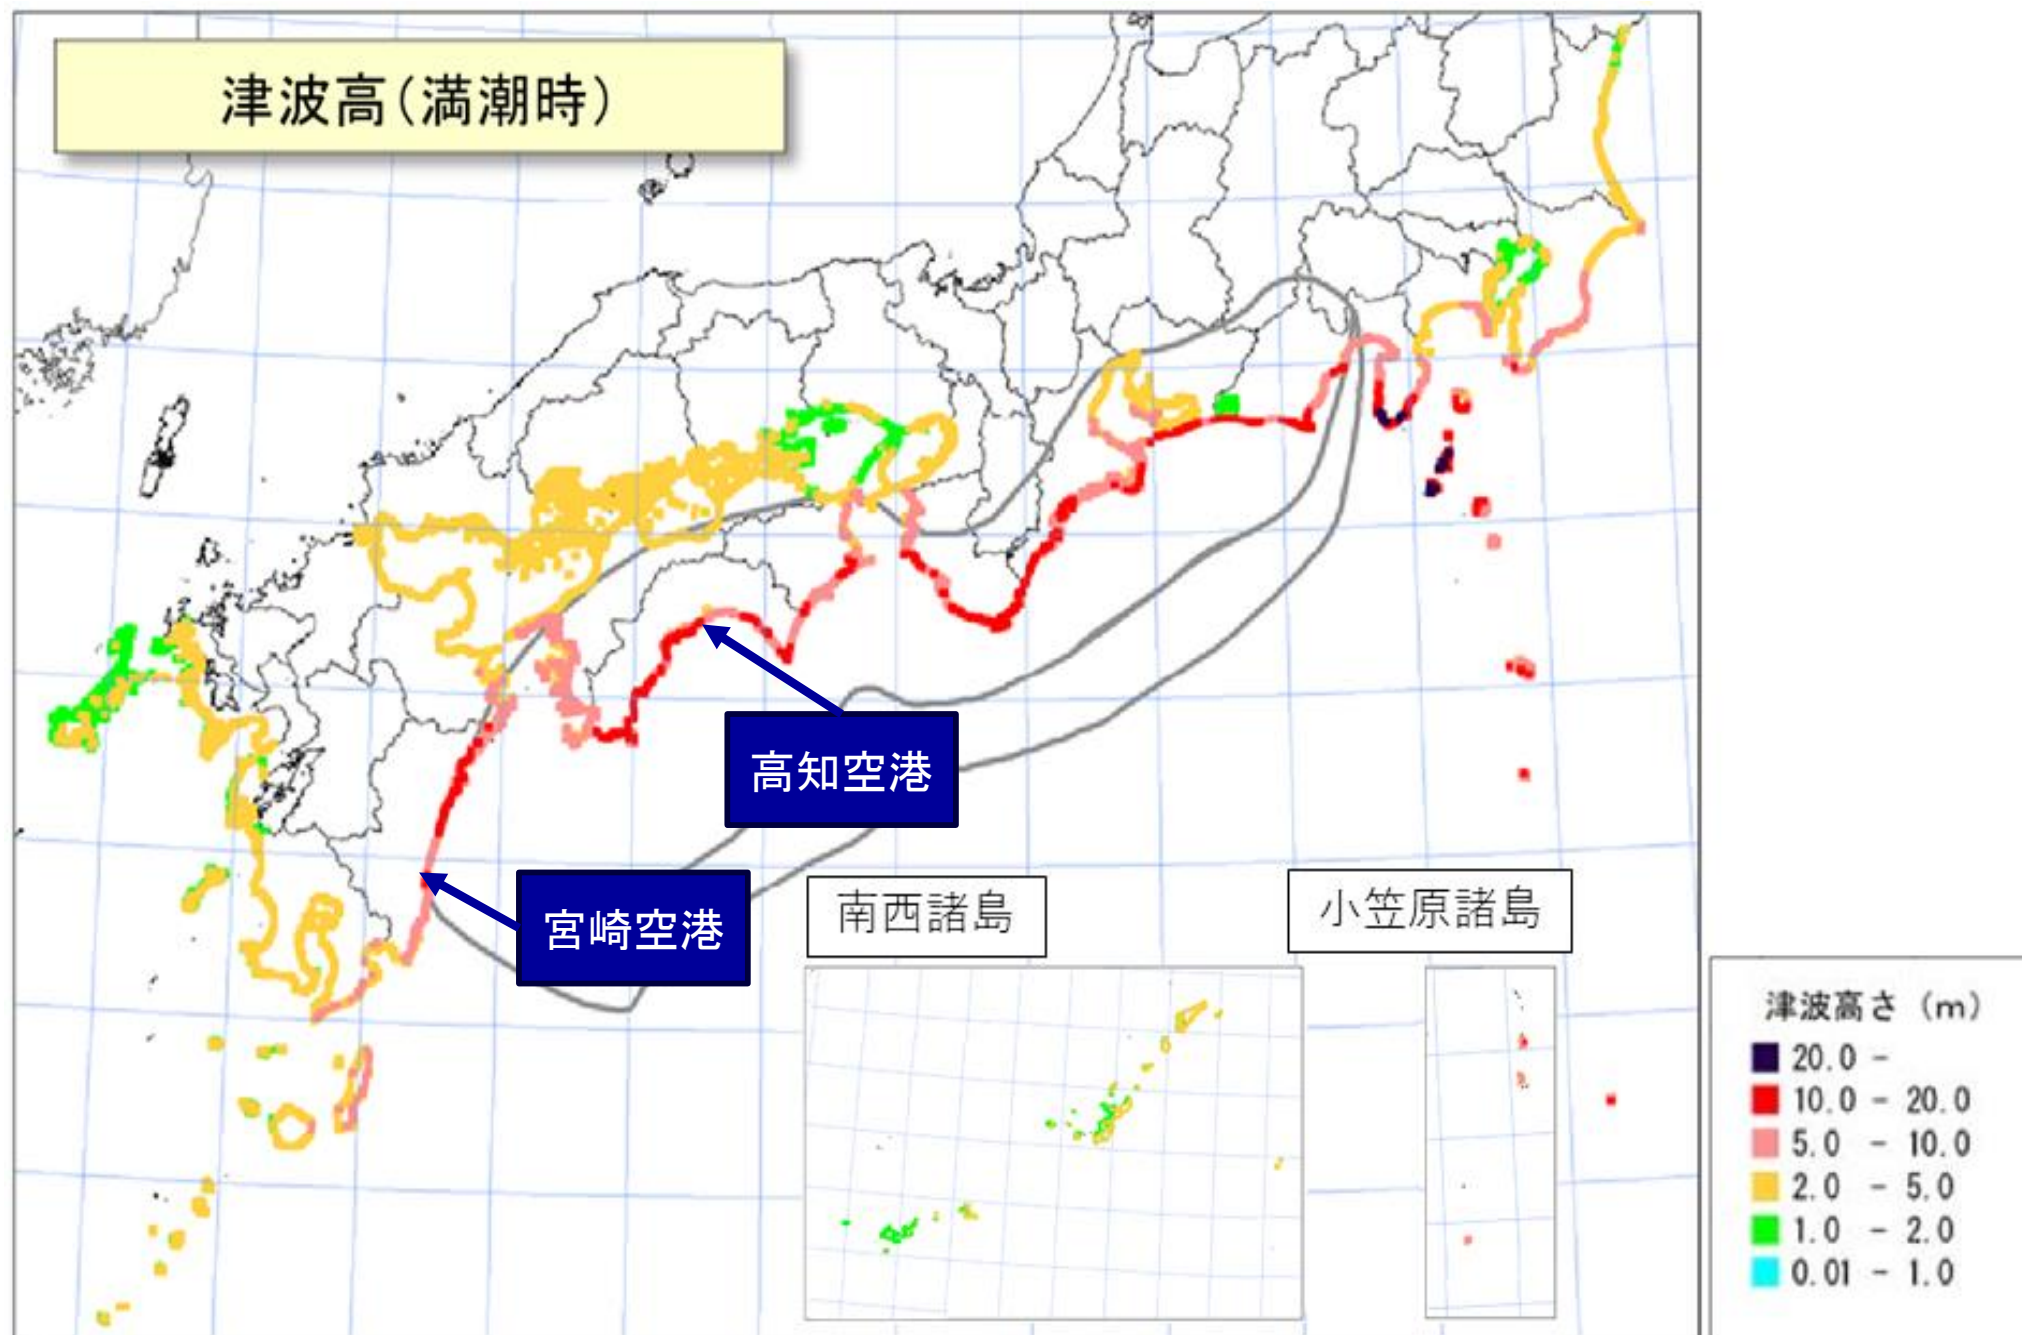 津波高(満潮時)
高知空港
宮崎空港
南西諸島
小笠原諸島
津波高さ (m)
20.0 -
10.0 - 20.0
5.0 - 10.0
2.0 - 5.0
1.0 - 2.0
0.01 - 1.0